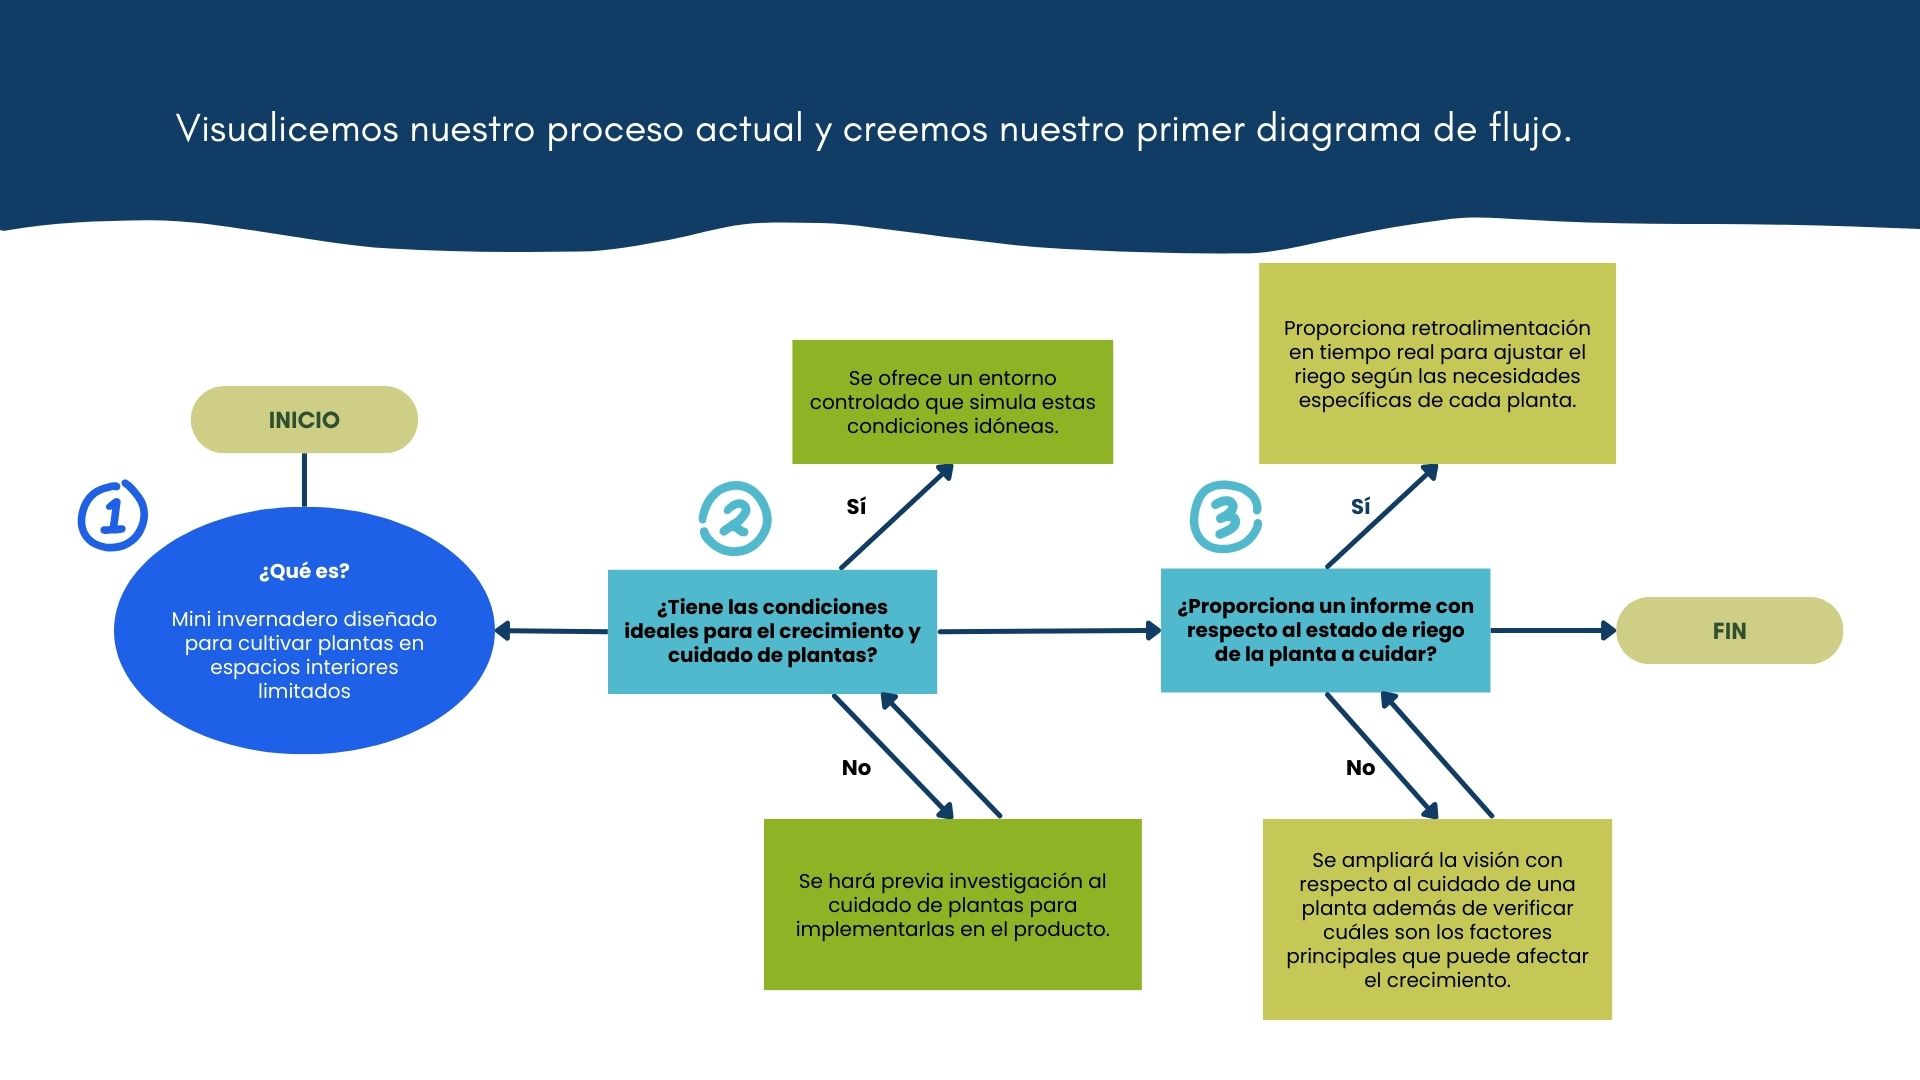 Visualicemos nuestro proceso actual y creemos nuestro primer diagrama de flujo.
INICIO
1
¿Qué es?
Mini invernadero diseñado
para cultivar plantas en
espacios interiores
limitados
2
¿Tiene las condiciones
ideales para el crecimiento y
cuidado de plantas?
Sí
Se ofrece un entorno
controlado que simula estas
condiciones idóneas.
No
Se hará previa investigación al
cuidado de plantas para
implementarlas en el producto.
3
¿Proporciona un informe con
respecto al estado de riego
de la planta a cuidar?
Sí
Proporciona retroalimentación
en tiempo real para ajustar el
riego según las necesidades
específicas de cada planta.
No
Se ampliará la visión con
respecto al cuidado de una
planta además de verificar
cuáles son los factores
principales que puede afectar
el crecimiento.
FIN